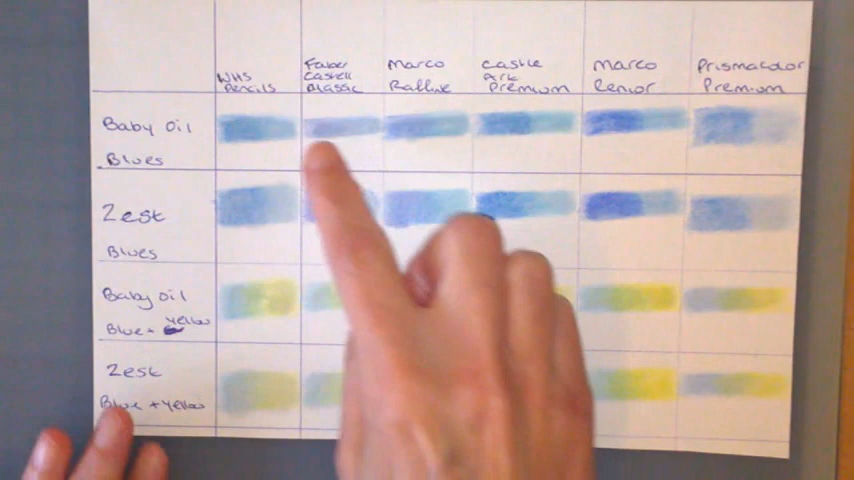 WHS
Pencils
Faber
Castell
Classic
Marco
Raffine
Castle
Art
Premium
Marco
Renoir
Prismacolor
Premium
Baby Oil
Blues
Zest
Blues
Baby Oil
Blue + Yellow
Zest
Blue + Yellow